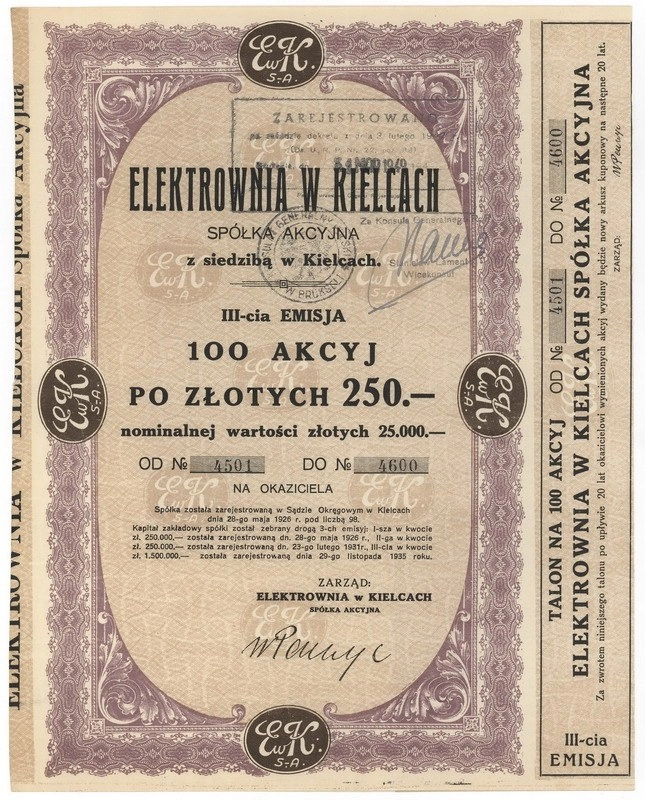 EwK.
S-A.
ZAREJESTROWANO
ELEKTROWNIA W KIELCACH
SPÓŁKA AKCYJNA
z siedzibą w Kielcach.
Za Konsula Generalnego
Wicekonsul
III-cia EMISJA
100 AKCYJ
PO ZŁOTYCH 250.—
nominalnej wartości złotych 25.000.—
OD № 4501 DO № 4600
NA OKAZICIELA
Spółka została zarejestrowaną w Sądzie Okręgowym w Kielcach
dnia 28-go maja 1926 r. pod liczbą 98.
Kapitał zakładowy spółki został zebrany drogą 3-ch emisyj: I-sza w kwocie
zł. 250.000.— została zarejestrowaną dn. 28-go maja 1926 r., II-ga w kwocie
zł. 250.000.— została zarejestrowaną dn. 23-go lutego 1931 r., III-cia w kwocie
zł. 1.500.000.— została zarejestrowaną dnia 29-go listopada 1935 roku.
ZARZĄD:
ELEKTROWNIA w KIELCACH
SPÓŁKA AKCYJNA
EwK.
S-A.
EwK.
S-A.
EwK.
S-A.
ELEKTROWNIA W KIELCACH Spółka Akcyjna
TALON NA 100 AKCYJ OD № 4501 DO № 4600
ELEKTROWNIA W KIELCACH SPÓŁKA AKCYJNA
Za zwrotem niniejszego talonu po upływie 20 lat okazicielowi wymienionych akcyj wydany będzie nowy arkusz kuponowy na następne 20 lat.
ZARZĄD:
III-cia
EMISJA